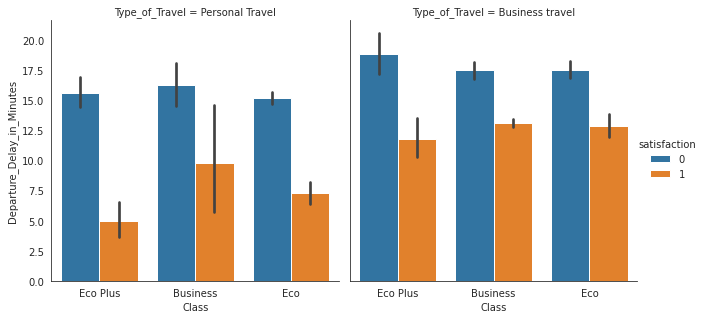 Type_of_Travel = Personal Travel
Type_of_Travel = Business travel
Departure_Delay_in_Minutes
20.0
17.5
15.0
12.5
10.0
7.5
5.0
2.5
0.0
Eco Plus Business Eco
Class
Eco Plus Business Eco
Class
satisfaction
0
1